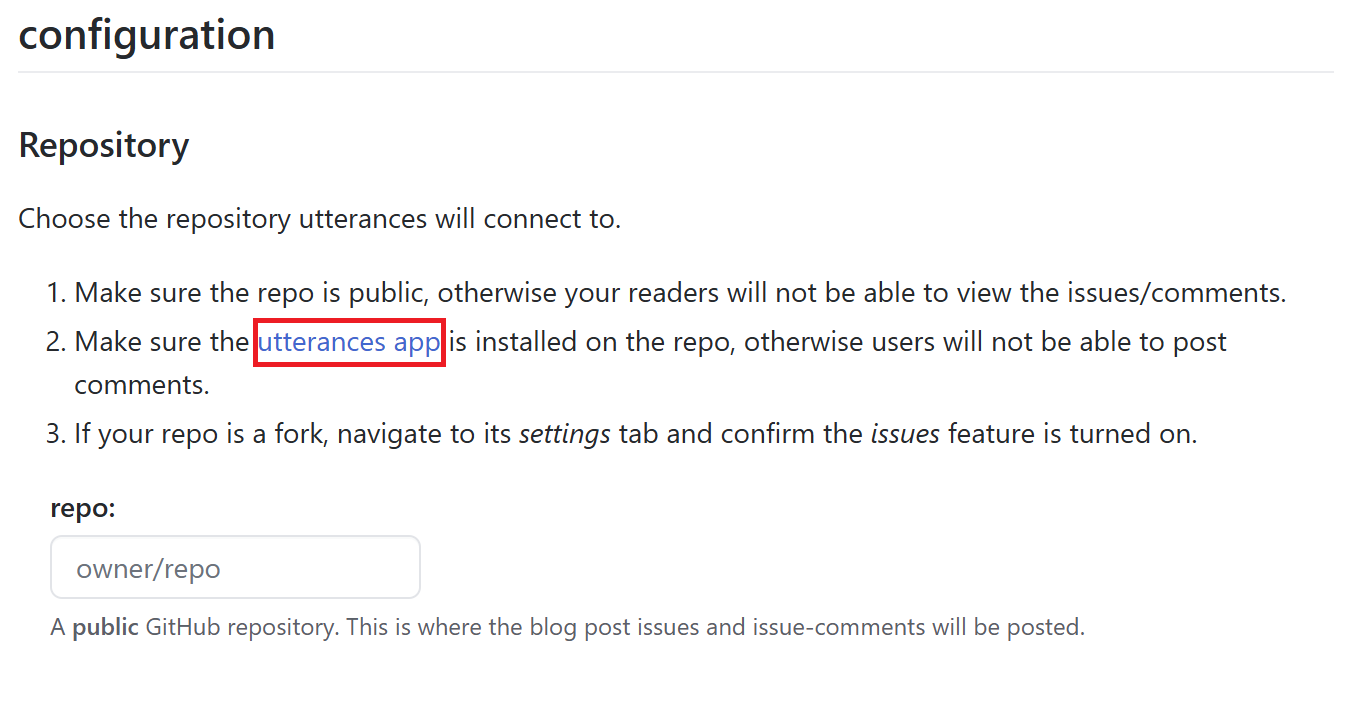 configuration
Repository
Choose the repository utterances will connect to.
1. Make sure the repo is public, otherwise your readers will not be able to view the issues/comments.
2. Make sure the utterances app is installed on the repo, otherwise users will not be able to post
comments.
3. If your repo is a fork, navigate to its settings tab and confirm the issues feature is turned on.
repo:
owner/repo
A public GitHub repository. This is where the blog post issues and issue-comments will be posted.